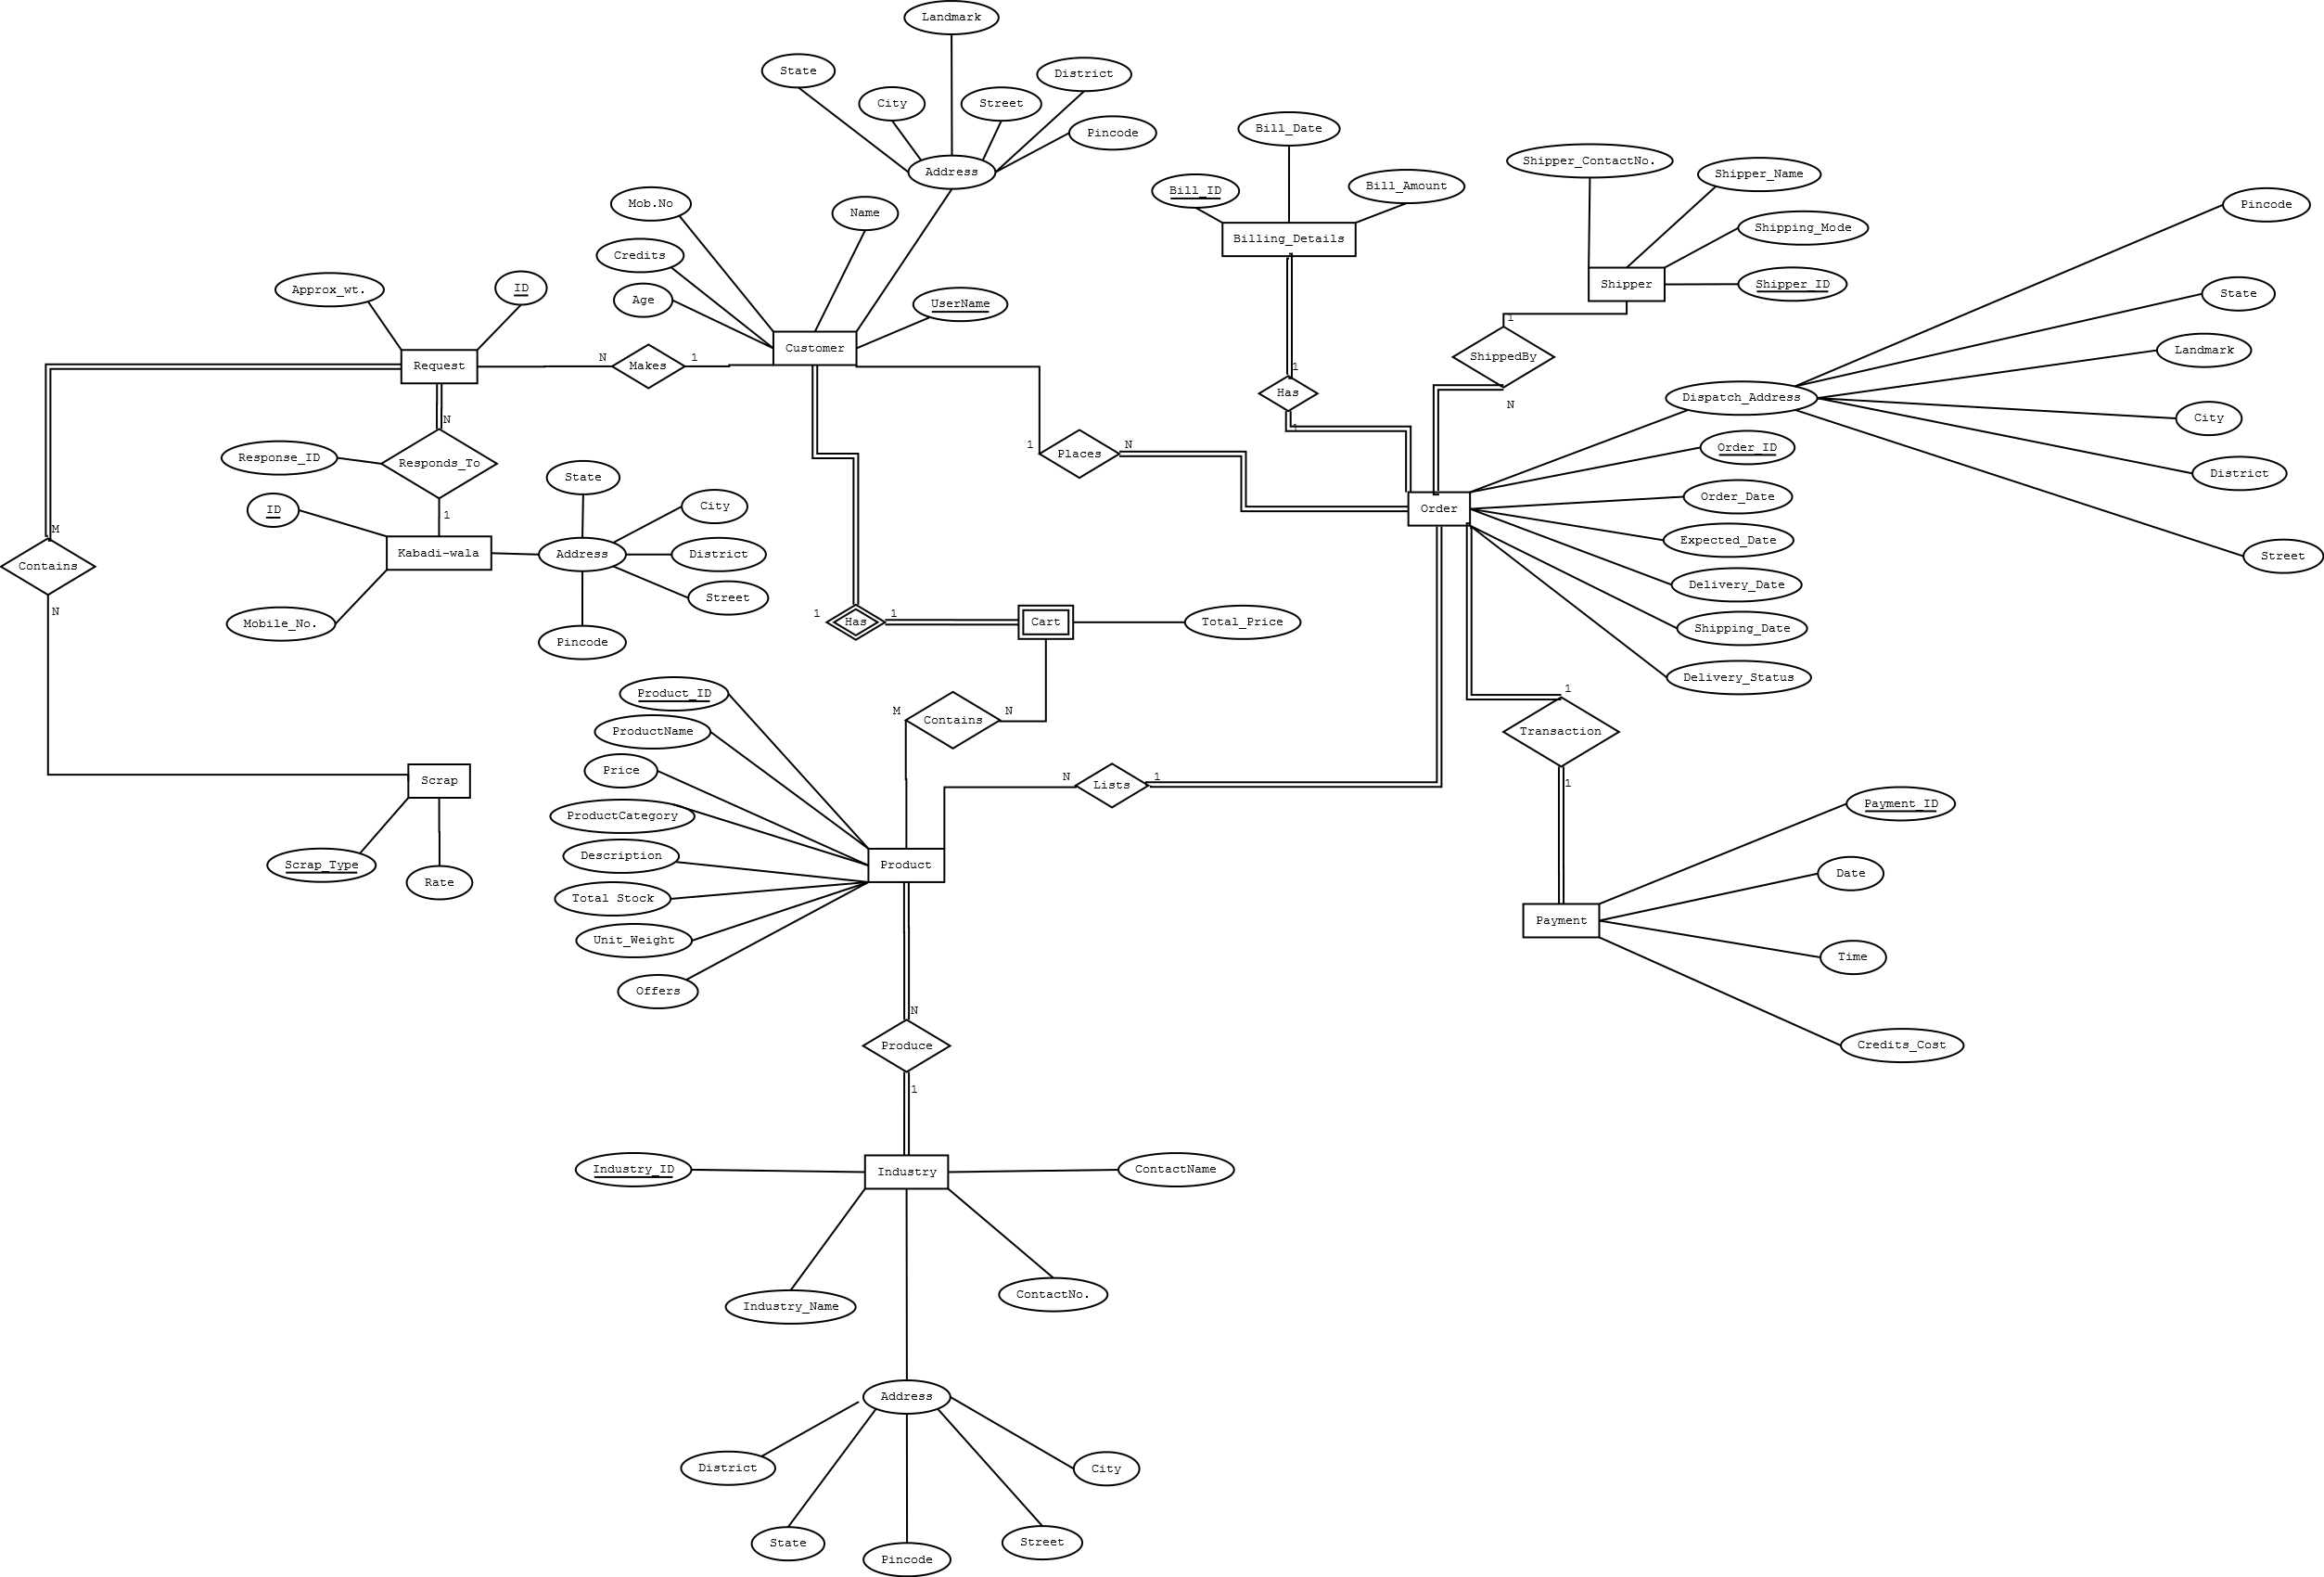 Landmark
State
District
City
Street
Pincode
Address
Bill_Date
Shipper_ContactNo.
Shipper_Name
Bill_ID
Bill_Amount
Mob.No
Name
Pincode
Shipping_Mode
Billing_Details
Credits
Approx_wt.
ID
Age
UserName
Shipper
Shipper_ID
State
1
Customer
Request
N
Makes
1
1
ShippedBy
Landmark
Has
Dispatch_Address
N
City
N
1
1
Places
N
1
Order_ID
Response_ID
Responds_To
State
District
Order_Date
ID
City
Order
1
M
Kabadi-wala
Address
District
Expected_Date
Street
Contains
Delivery_Date
Street
N
Mobile_No.
1
Has
1
Cart
Total_Price
Shipping_Date
Pincode
Delivery_Status
Product_ID
1
M
Contains
N
ProductName
Transaction
Price
Scrap
N
Lists
1
1
ProductCategory
Payment_ID
Description
Scrap_Type
Rate
Product
Date
Total Stock
Payment
Unit_Weight
Time
Offers
N
Produce
Credits_Cost
1
Industry_ID
Industry
ContactName
Industry_Name
ContactNo.
Address
District
City
State
Pincode
Street